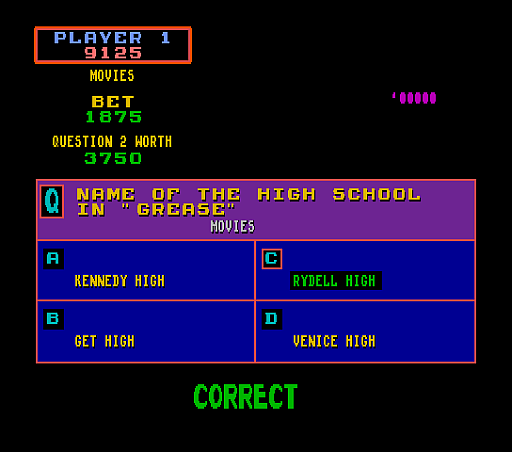 PLAYER 1
9125
MOVIES
BET
1875
'00000
QUESTION 2 WORTH
3750
Q NAME OF THE HIGH SCHOOL
IN "GREASE"
MOVIES
A
KENNEDY HIGH
C
RYDELL HIGH
B
GET HIGH
D
VENICE HIGH
CORRECT